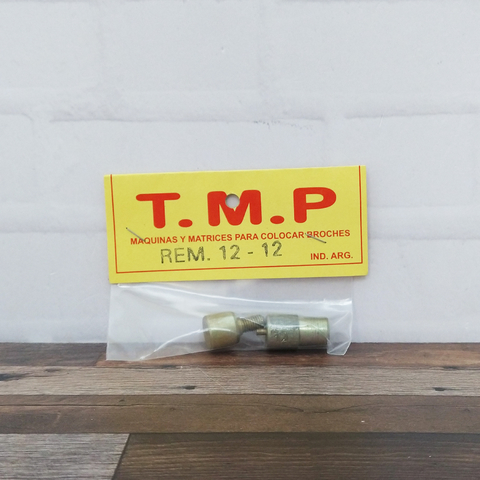 T.M.P
MAQUINAS Y MATRICES PARA COLOCAR BROCHES
REM. 12 - 12
IND. ARG.